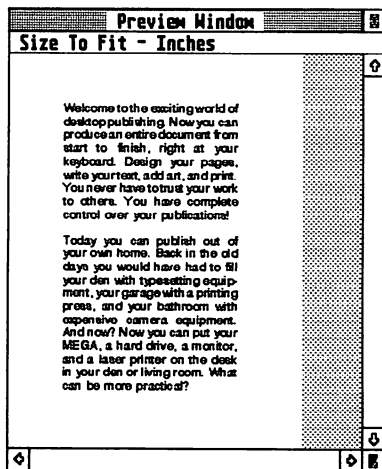 Preview Window
Size To Fit - Inches
Welcome to the exciting world of
desktop publishing. Now you can
produce an entire document from
start to finish, right at your
keyboard. Design your pages,
write your text, add art, and print.
You never have to trust your work
to others. You have complete
control over your publications!
Today you can publish out of
your own home. Back in the old
days you would have had to fill
your den with typesetting equip-
ment, your garage with a printing
press, and your bathroom with
expensive camera equipment.
And now? Now you can put your
MEGA, a hard drive, a monitor,
and a laser printer on the desk
in your den or living room. What
can be more practical?